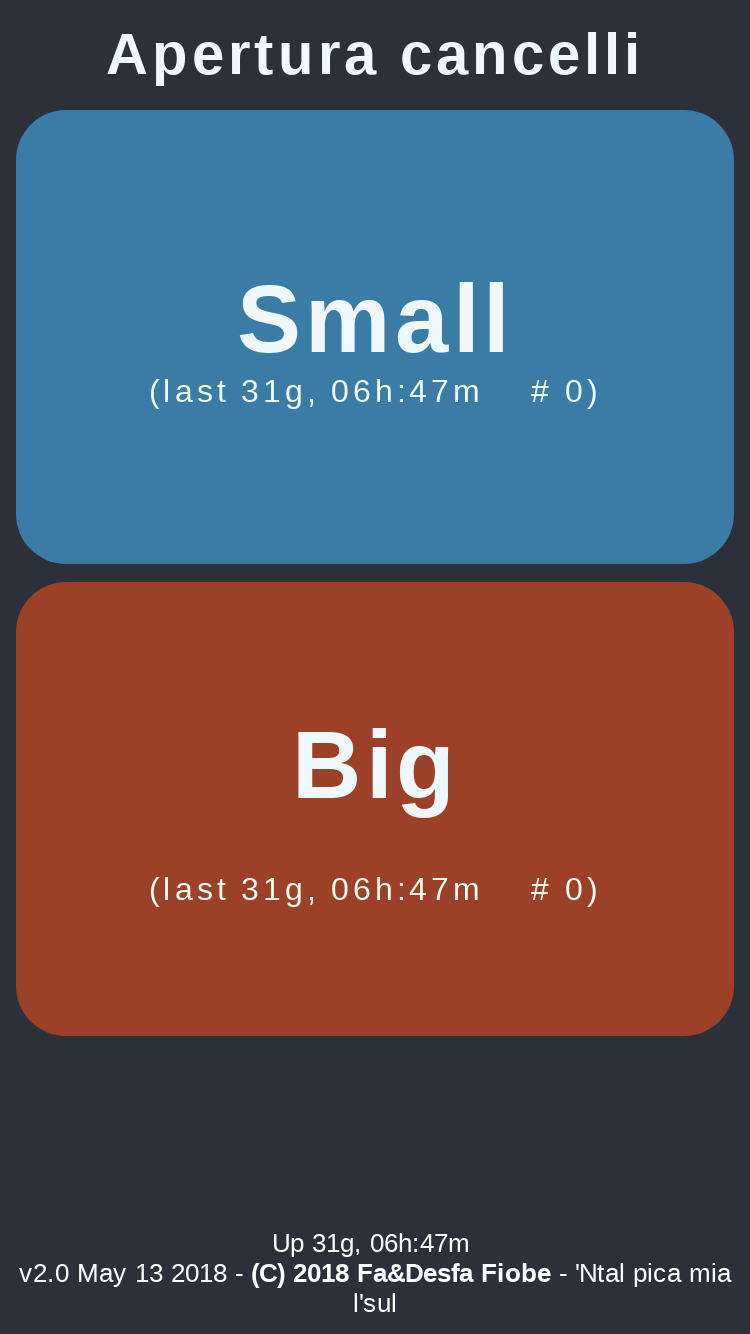 Apertura cancelli
Small
(last 31g, 06h:47m # 0)
Big
(last 31g, 06h:47m # 0)
Up 31g, 06h:47m
v2.0 May 13 2018 - (C) 2018 Fa&Desfa Fiobe - 'Ntal pica mia
l'sul